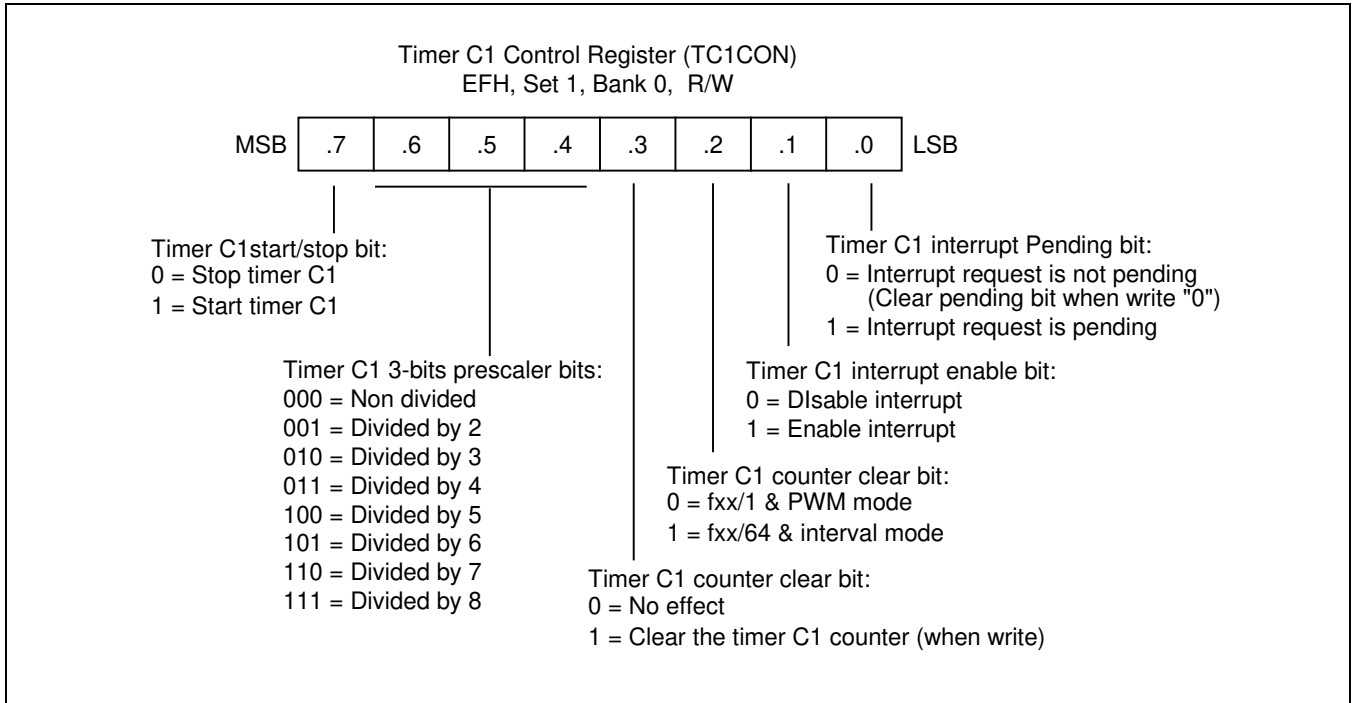 Timer C1 Control Register (TC1CON)
EFH, Set 1, Bank 0, R/W
MSB .7 .6 .5 .4 .3 .2 .1 .0 LSB
Timer C1start/stop bit:
0 = Stop timer C1
1 = Start timer C1
Timer C1 interrupt Pending bit:
0 = Interrupt request is not pending
(Clear pending bit when write "0")
1 = Interrupt request is pending
Timer C1 3-bits prescaler bits:
000 = Non divided
001 = Divided by 2
010 = Divided by 3
011 = Divided by 4
100 = Divided by 5
101 = Divided by 6
110 = Divided by 7
111 = Divided by 8
Timer C1 interrupt enable bit:
0 = DIsable interrupt
1 = Enable interrupt
Timer C1 counter clear bit:
0 = fxx/1 & PWM mode
1 = fxx/64 & interval mode
Timer C1 counter clear bit:
0 = No effect
1 = Clear the timer C1 counter (when write)